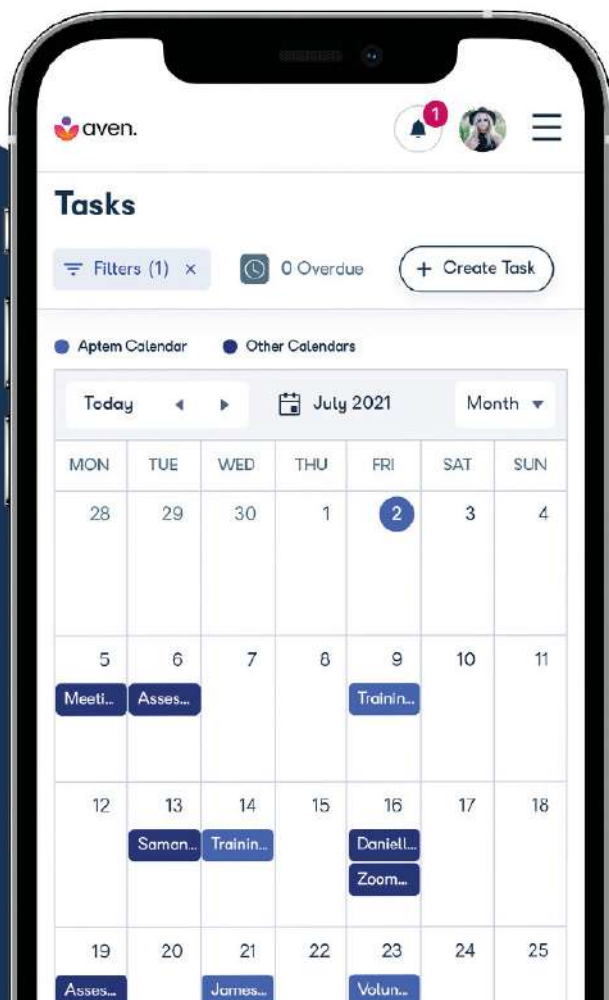 aven.
1
Tasks
Filters (1) ×
0 Overdue
+ Create Task
Aptem Calendar
Other Calendars
Today
July 2021
Month
MON TUE WED THU FRI SAT SUN
28 29 30 1 2 3 4
5 6 7 8 9 10 11
Meeti... Asses... Trainin...
12 13 14 15 16 17 18
Saman... Trainin... Daniell...
Zoom...
19 20 21 22 23 24 25
Asses... James... Volun...